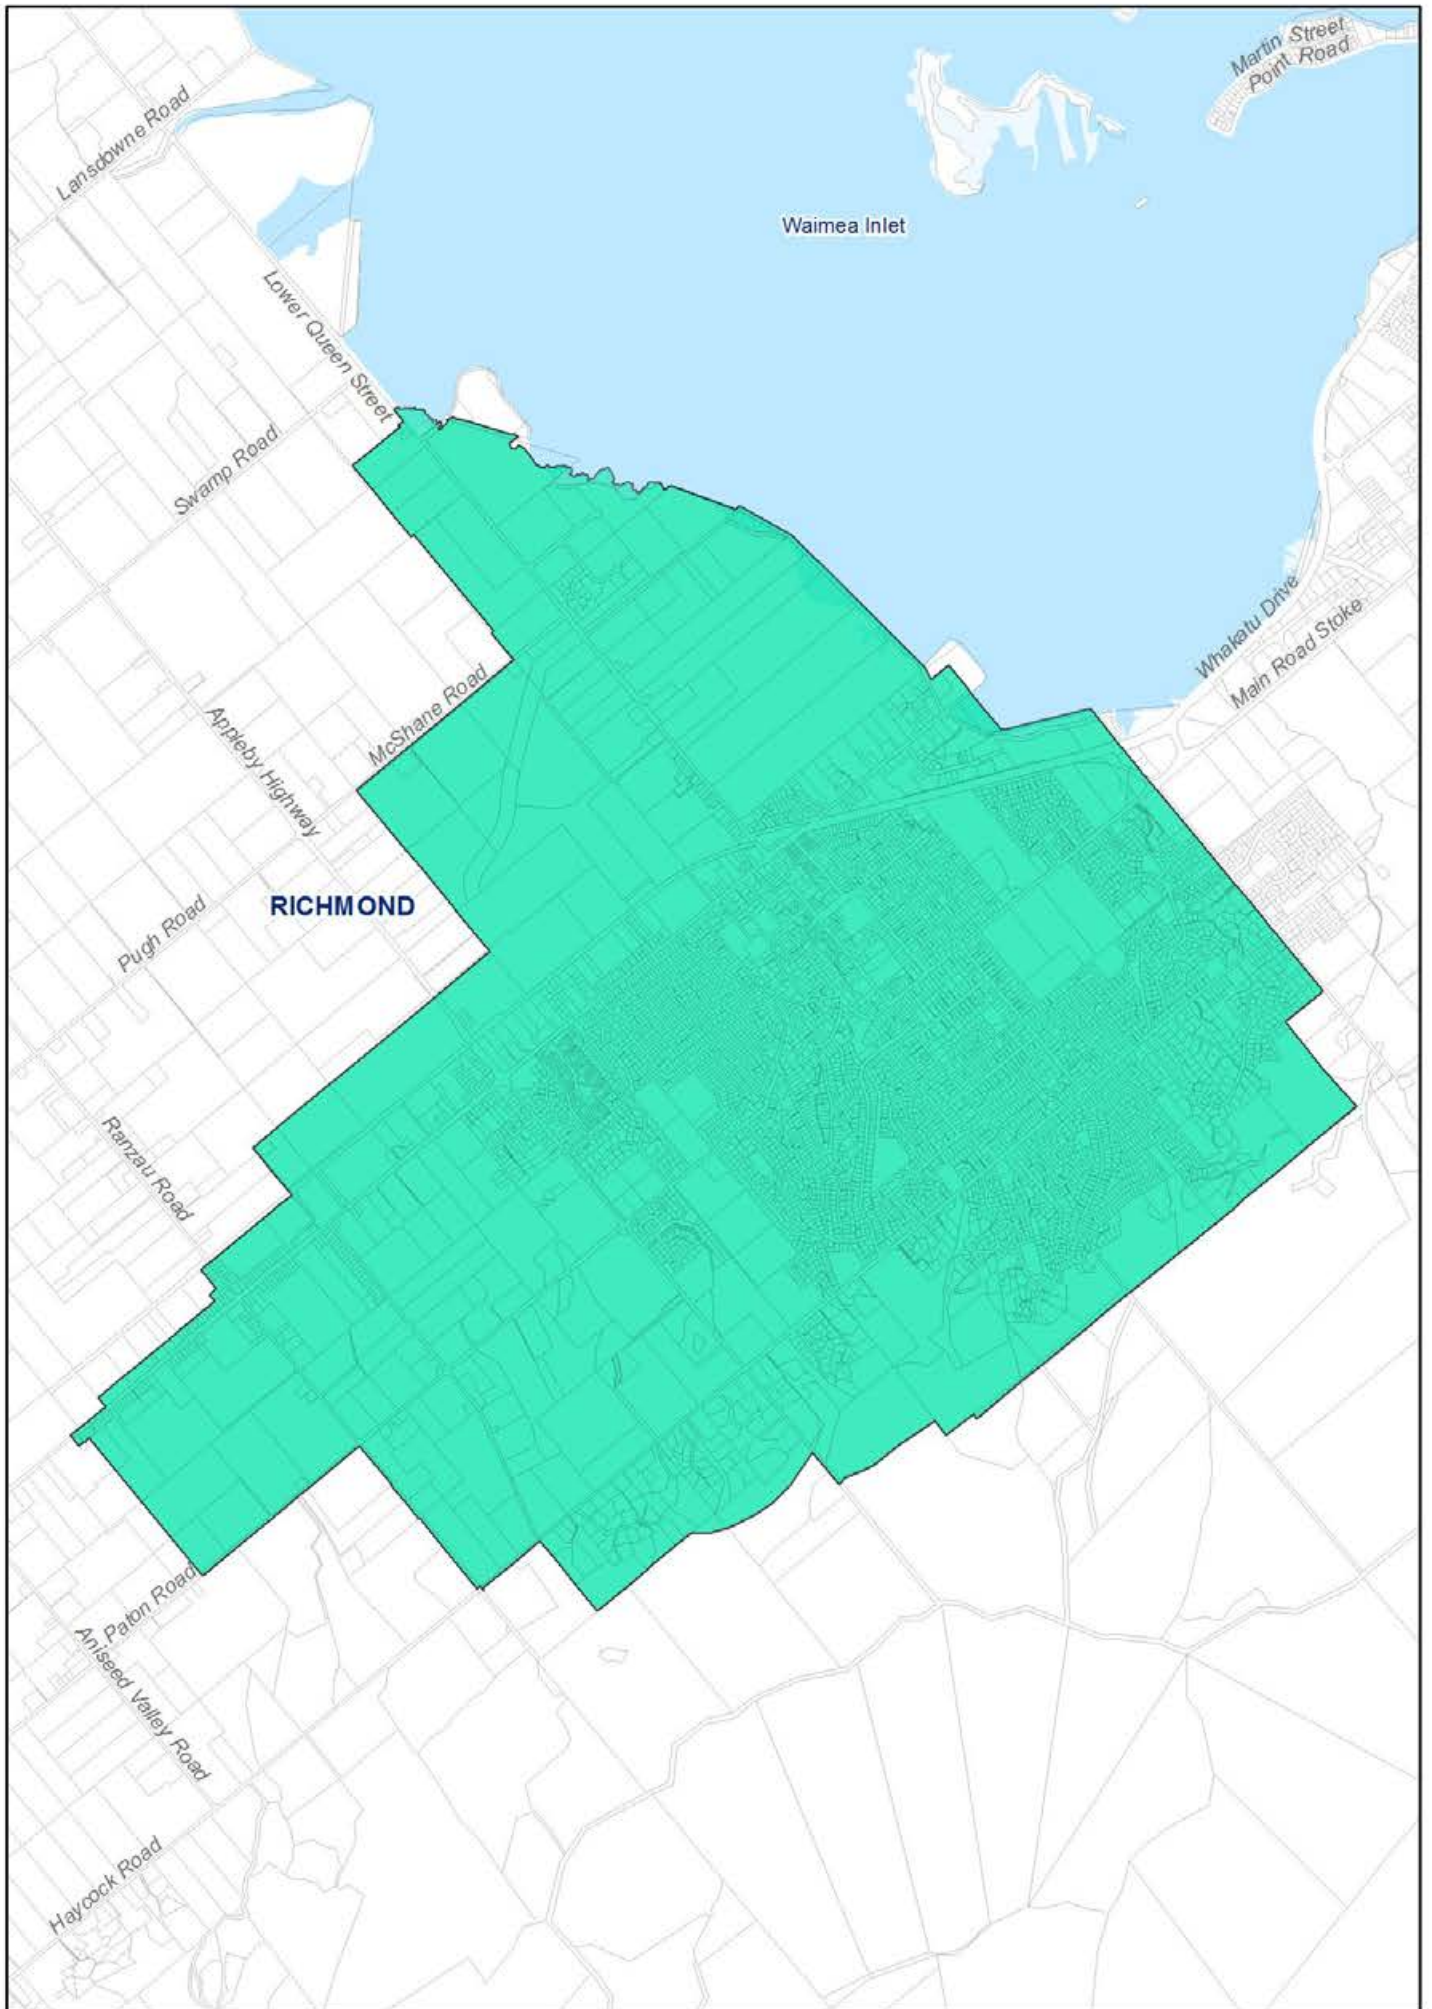 Martin Street
Point Road
Lansdowne Road
Waimea Inlet
Lower Queen Street
Swamp Road
Whakatu Drive
Main Road Stoke
McShane Road
Appleby Highway
RICHMOND
Pugh Road
Ranzau Road
Paton Road
Aniseed Valley Road
Haycock Road